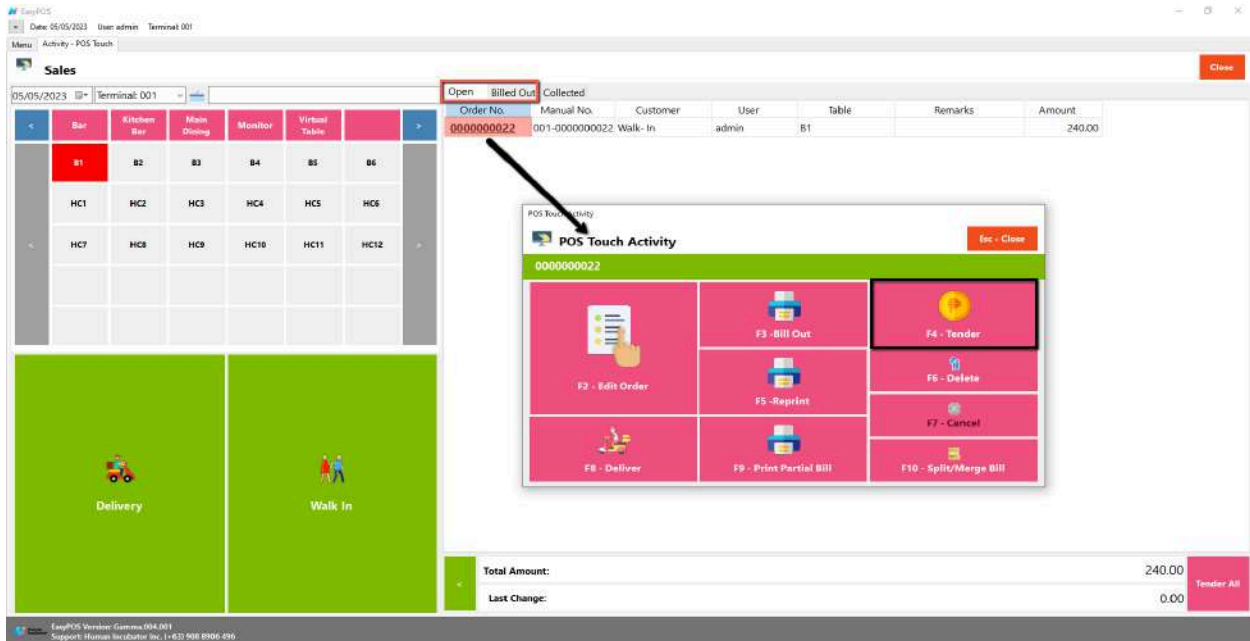 EasyPOS
Date: 05/05/2023 User: admin Terminal: 001
Menu Activity - POS Touch
Sales
Close
05/05/2023 Terminal: 001
Open Billed Out Collected
< Bar Kitchen Bar Main Dining Monitor Virtual Table >
B1 B2 B3 B4 B5 B6
HC1 HC2 HC3 HC4 HC5 HC6
< HC7 HC8 HC9 HC10 HC11 HC12 >
Order No. Manual No. Customer User Table Remarks Amount
0000000022 001-0000000022 Walk- In admin B1 240.00
POS Touch Activity
POS Touch Activity
Esc - Close
0000000022
F2 - Edit Order
F3 -Bill Out
F4 - Tender
F5 -Reprint
F6 - Delete
F7 - Cancel
F8 - Deliver
F9 - Print Partial Bill
F10 - Split/Merge Bill
Delivery
Walk In
<
Total Amount: 240.00
Last Change: 0.00
Tender All
EasyPOS Version: Gamma.004.001
Support: Human Incubator Inc. (+63) 908 8906 496